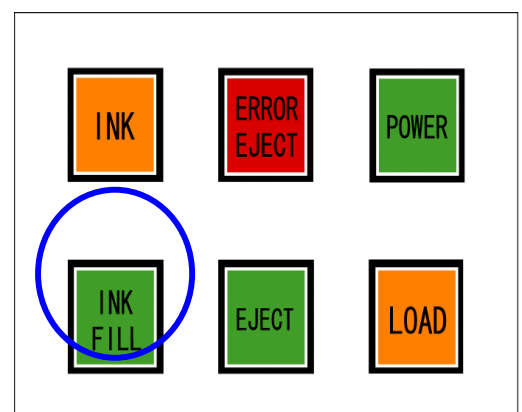 INK
ERROR
EJECT
POWER
INK
FILL
EJECT
LOAD